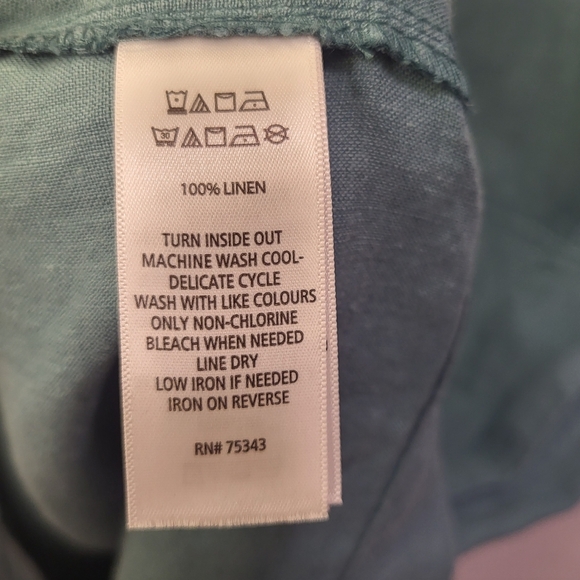 30
100% LINEN
TURN INSIDE OUT
MACHINE WASH COOL-
DELICATE CYCLE
WASH WITH LIKE COLOURS
ONLY NON-CHLORINE
BLEACH WHEN NEEDED
LINE DRY
LOW IRON IF NEEDED
IRON ON REVERSE
RN# 75343